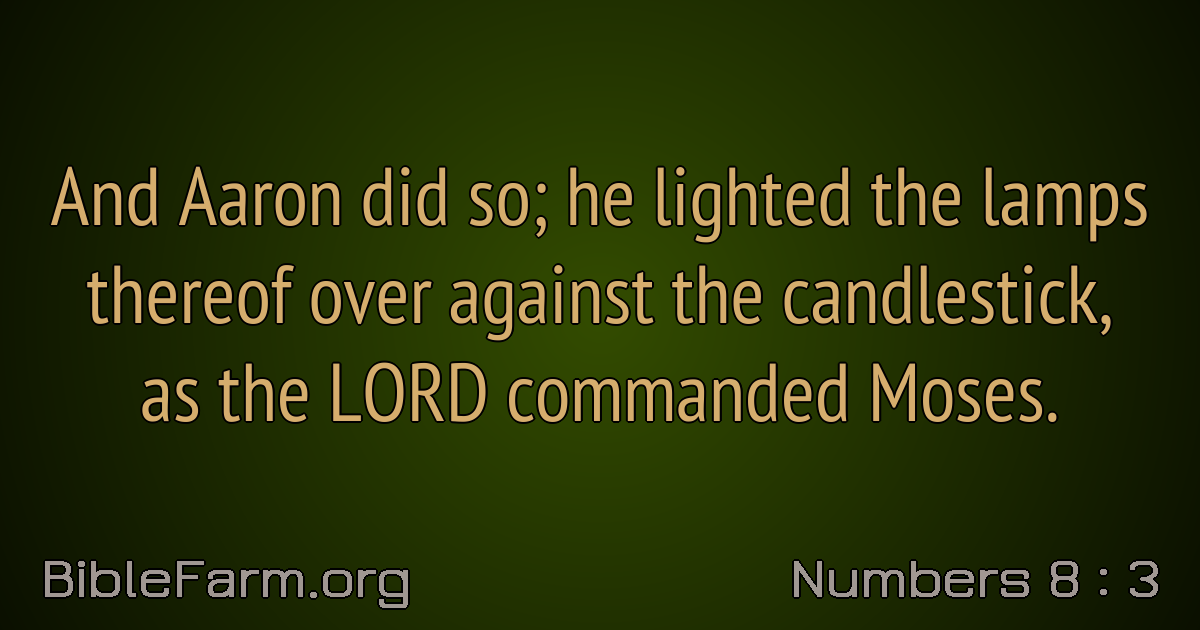 And Aaron did so; he lighted the lamps
thereof over against the candlestick,
as the LORD commanded Moses.
BibleFarm.org
Numbers 8 : 3